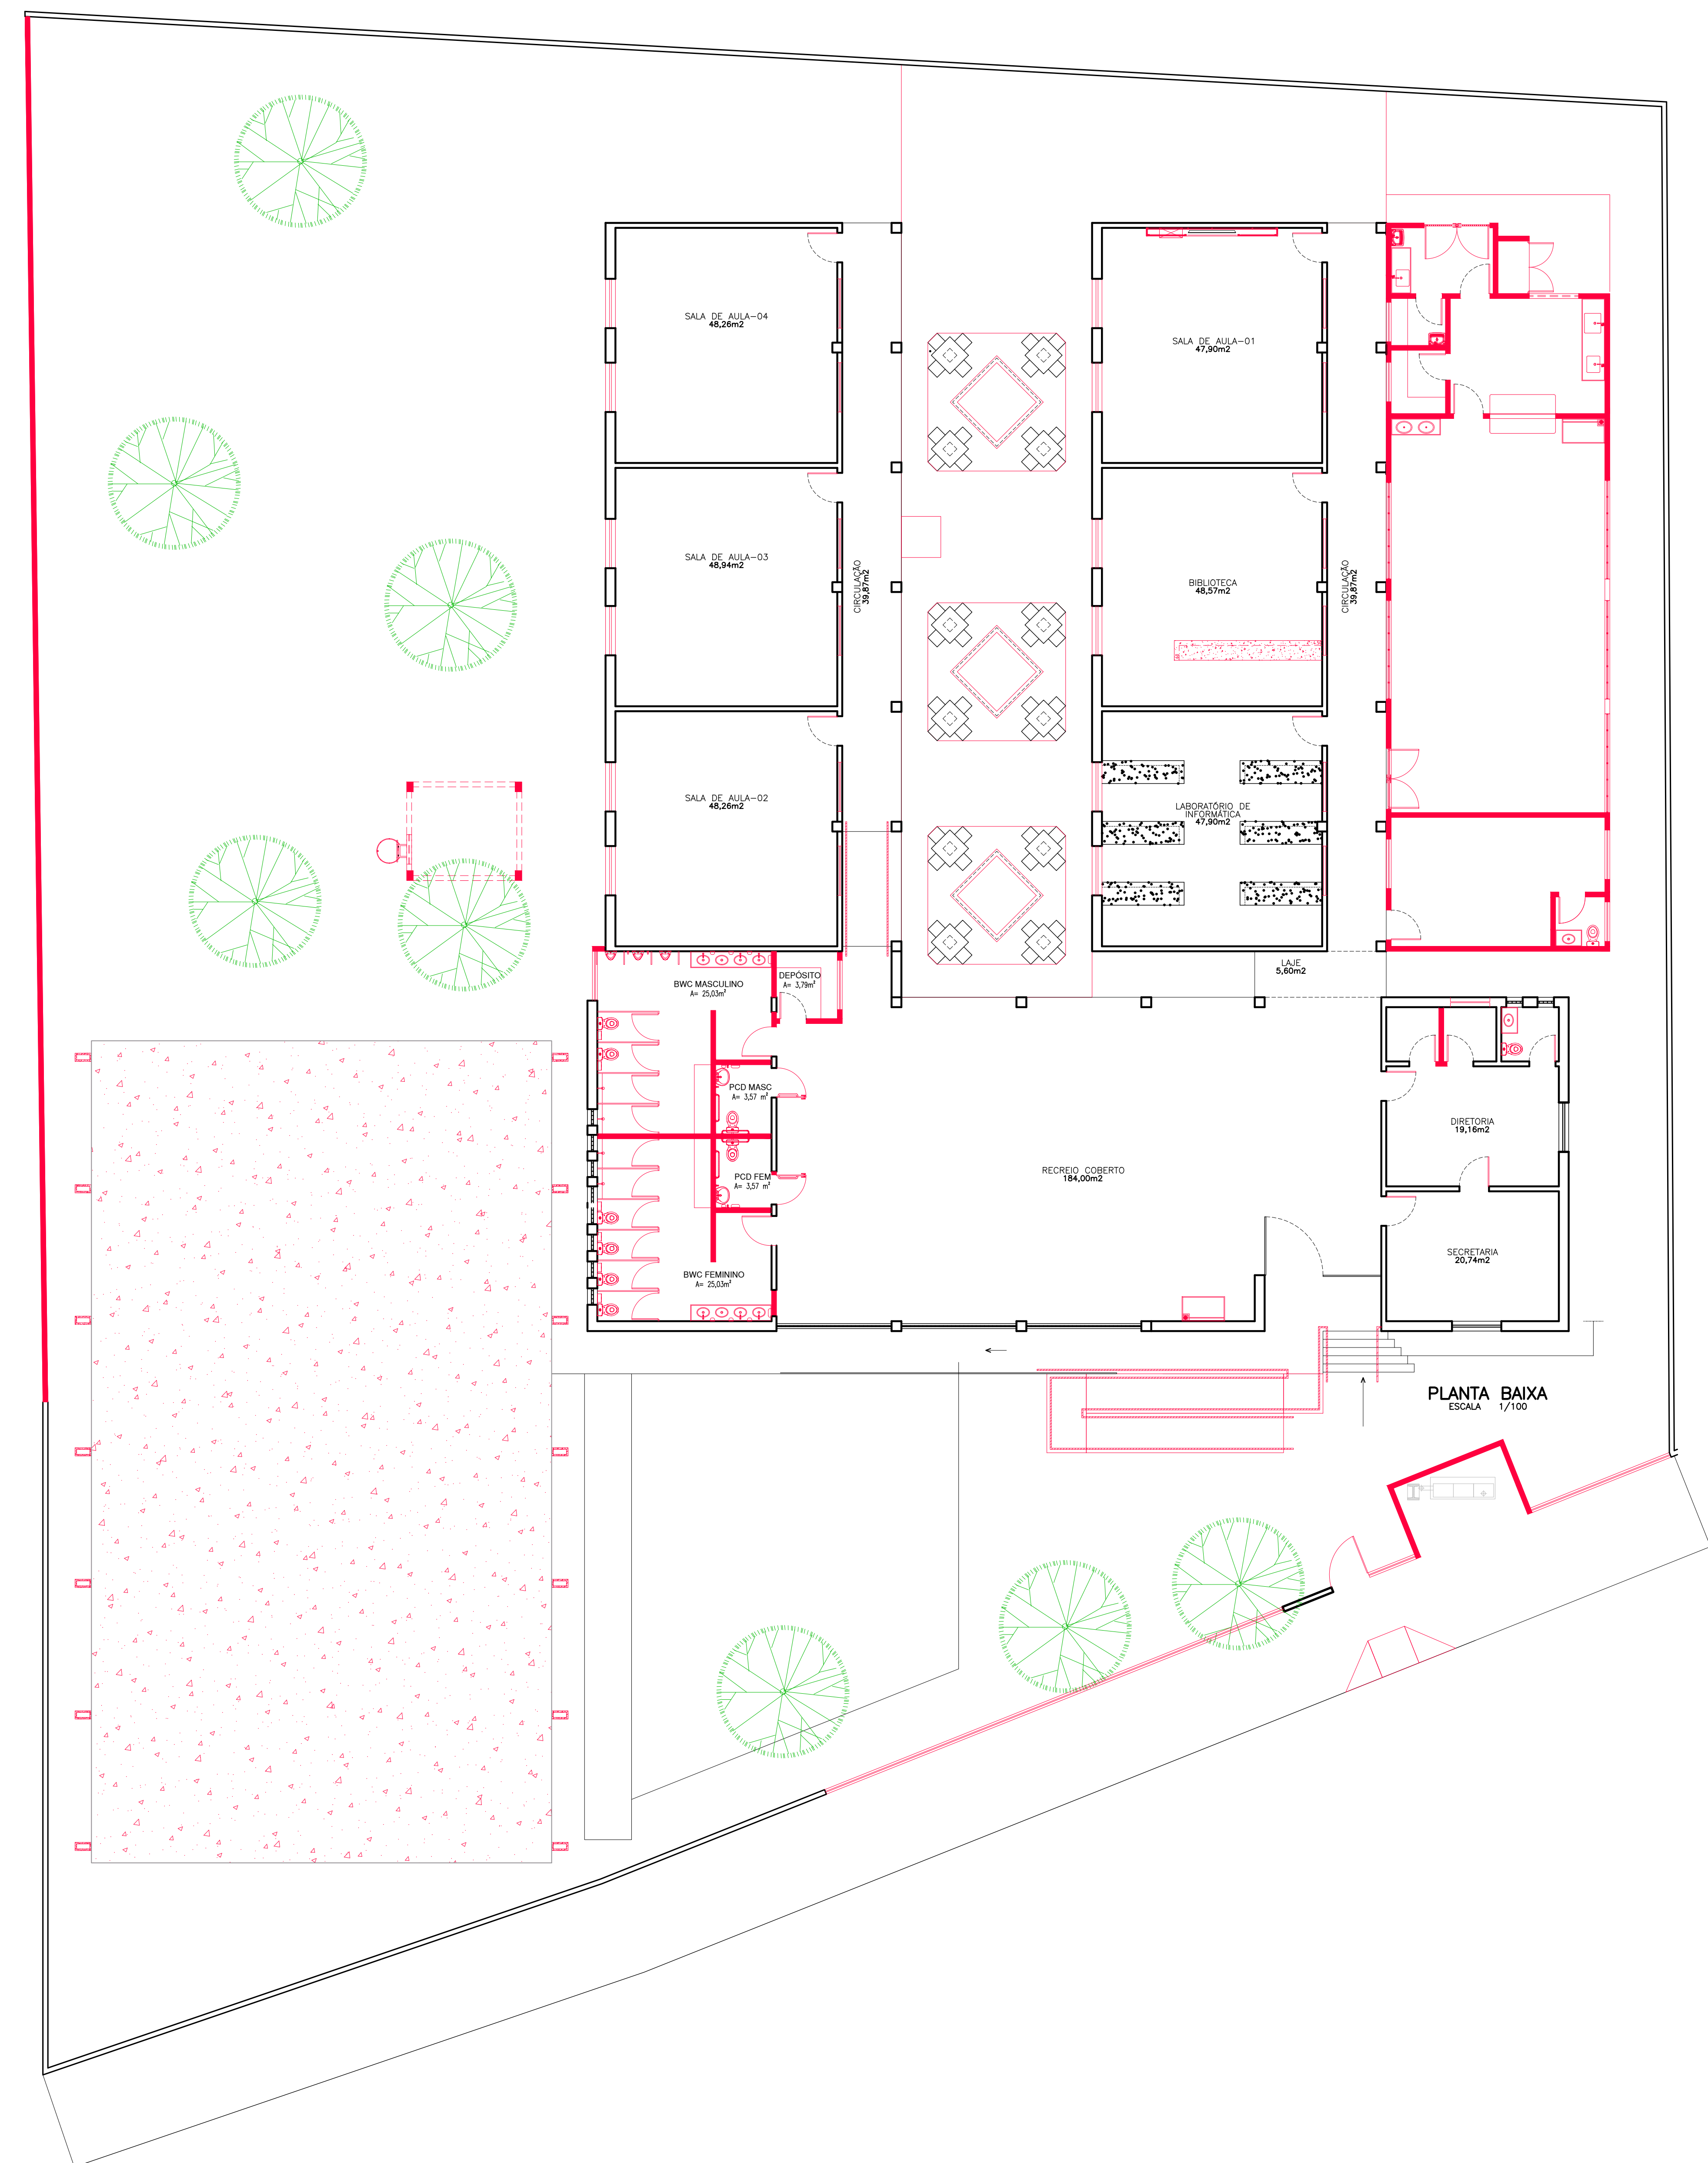 SALA DE AULA-04
48,26m2
SALA DE AULA-01
47,90m2
SALA DE AULA-03
48,94m2
CIRCULAÇÃO
39,87m2
BIBLIOTECA
48,57m2
CIRCULAÇÃO
39,87m2
SALA DE AULA-02
48,26m2
LABORATÓRIO DE
INFORMÁTICA
47,90m2
BWC MASCULINO
A= 25,03m²
DEPÓSITO
A= 3,79m²
LAJE
5,60m2
PCD MASC
A= 3,57 m²
DIRETORIA
19,16m2
PCD FEM
A= 3,57 m²
RECREIO COBERTO
184,00m2
SECRETARIA
20,74m2
BWC FEMININO
A= 25,03m²
PLANTA BAIXA
ESCALA 1/100